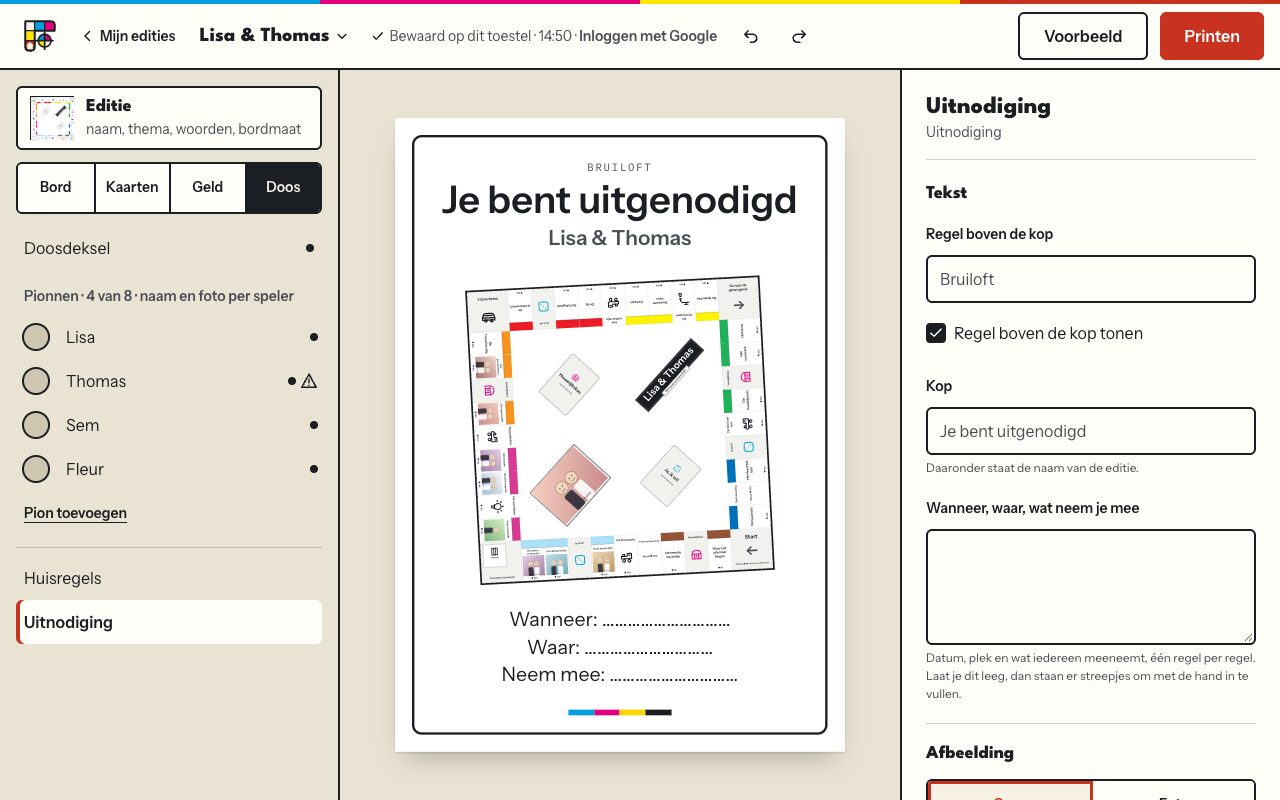 Mijn edities
Lisa & Thomas
Bewaard op dit toestel · 14:50 · Inloggen met Google
Voorbeeld
Printen
Editie
naam, thema, woorden, bordmaat
Bord
Kaarten
Geld
Doos
Doosdeksel
Pionnen · 4 van 8 · naam en foto per speler
Lisa
Thomas
Sem
Fleur
Pion toevoegen
Huisregels
Uitnodiging
BRUILOFT
Je bent uitgenodigd
Lisa & Thomas
Lisa & Thomas
Start
Wanneer: ..............................
Waar: ..............................
Neem mee: ..............................
Uitnodiging
Uitnodiging
Tekst
Regel boven de kop
Bruiloft
Regel boven de kop tonen
Kop
Je bent uitgenodigd
Daaronder staat de naam van de editie.
Wanneer, waar, wat neem je mee
Datum, plek en wat iedereen meeneemt, één regel per regel.
Laat je dit leeg, dan staan er streepjes om met de hand in te
vullen.
Afbeelding